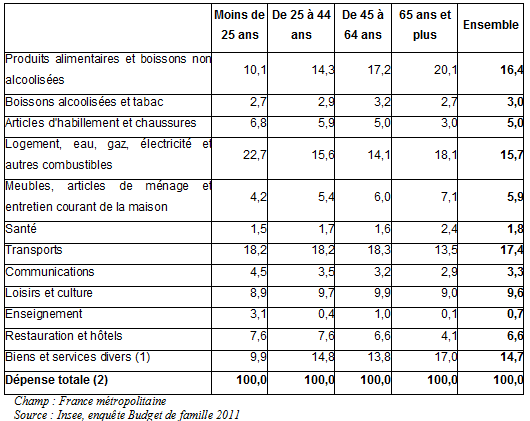 Moins de 25 ans De 25 à 44 ans De 45 à 64 ans 65 ans et plus Ensemble
Produits alimentaires et boissons non alcoolisées 10,1 14,3 17,2 20,1 16,4
Boissons alcoolisées et tabac 2,7 2,9 3,2 2,7 3,0
Articles d'habillement et chaussures 6,8 5,9 5,0 3,0 5,0
Logement, eau, gaz, électricité et autres combustibles 22,7 15,6 14,1 18,1 15,7
Meubles, articles de ménage et entretien courant de la maison 4,2 5,4 6,0 7,1 5,9
Santé 1,5 1,7 1,6 2,4 1,8
Transports 18,2 18,2 18,3 13,5 17,4
Communications 4,5 3,5 3,2 2,9 3,3
Loisirs et culture 8,9 9,7 9,9 9,0 9,6
Enseignement 3,1 0,4 1,0 0,1 0,7
Restauration et hôtels 7,6 7,6 6,6 4,1 6,6
Biens et services divers (1) 9,9 14,8 13,8 17,0 14,7
Dépense totale (2) 100,0 100,0 100,0 100,0 100,0
Champ : France métropolitaine
Source : Insee, enquête Budget de famille 2011